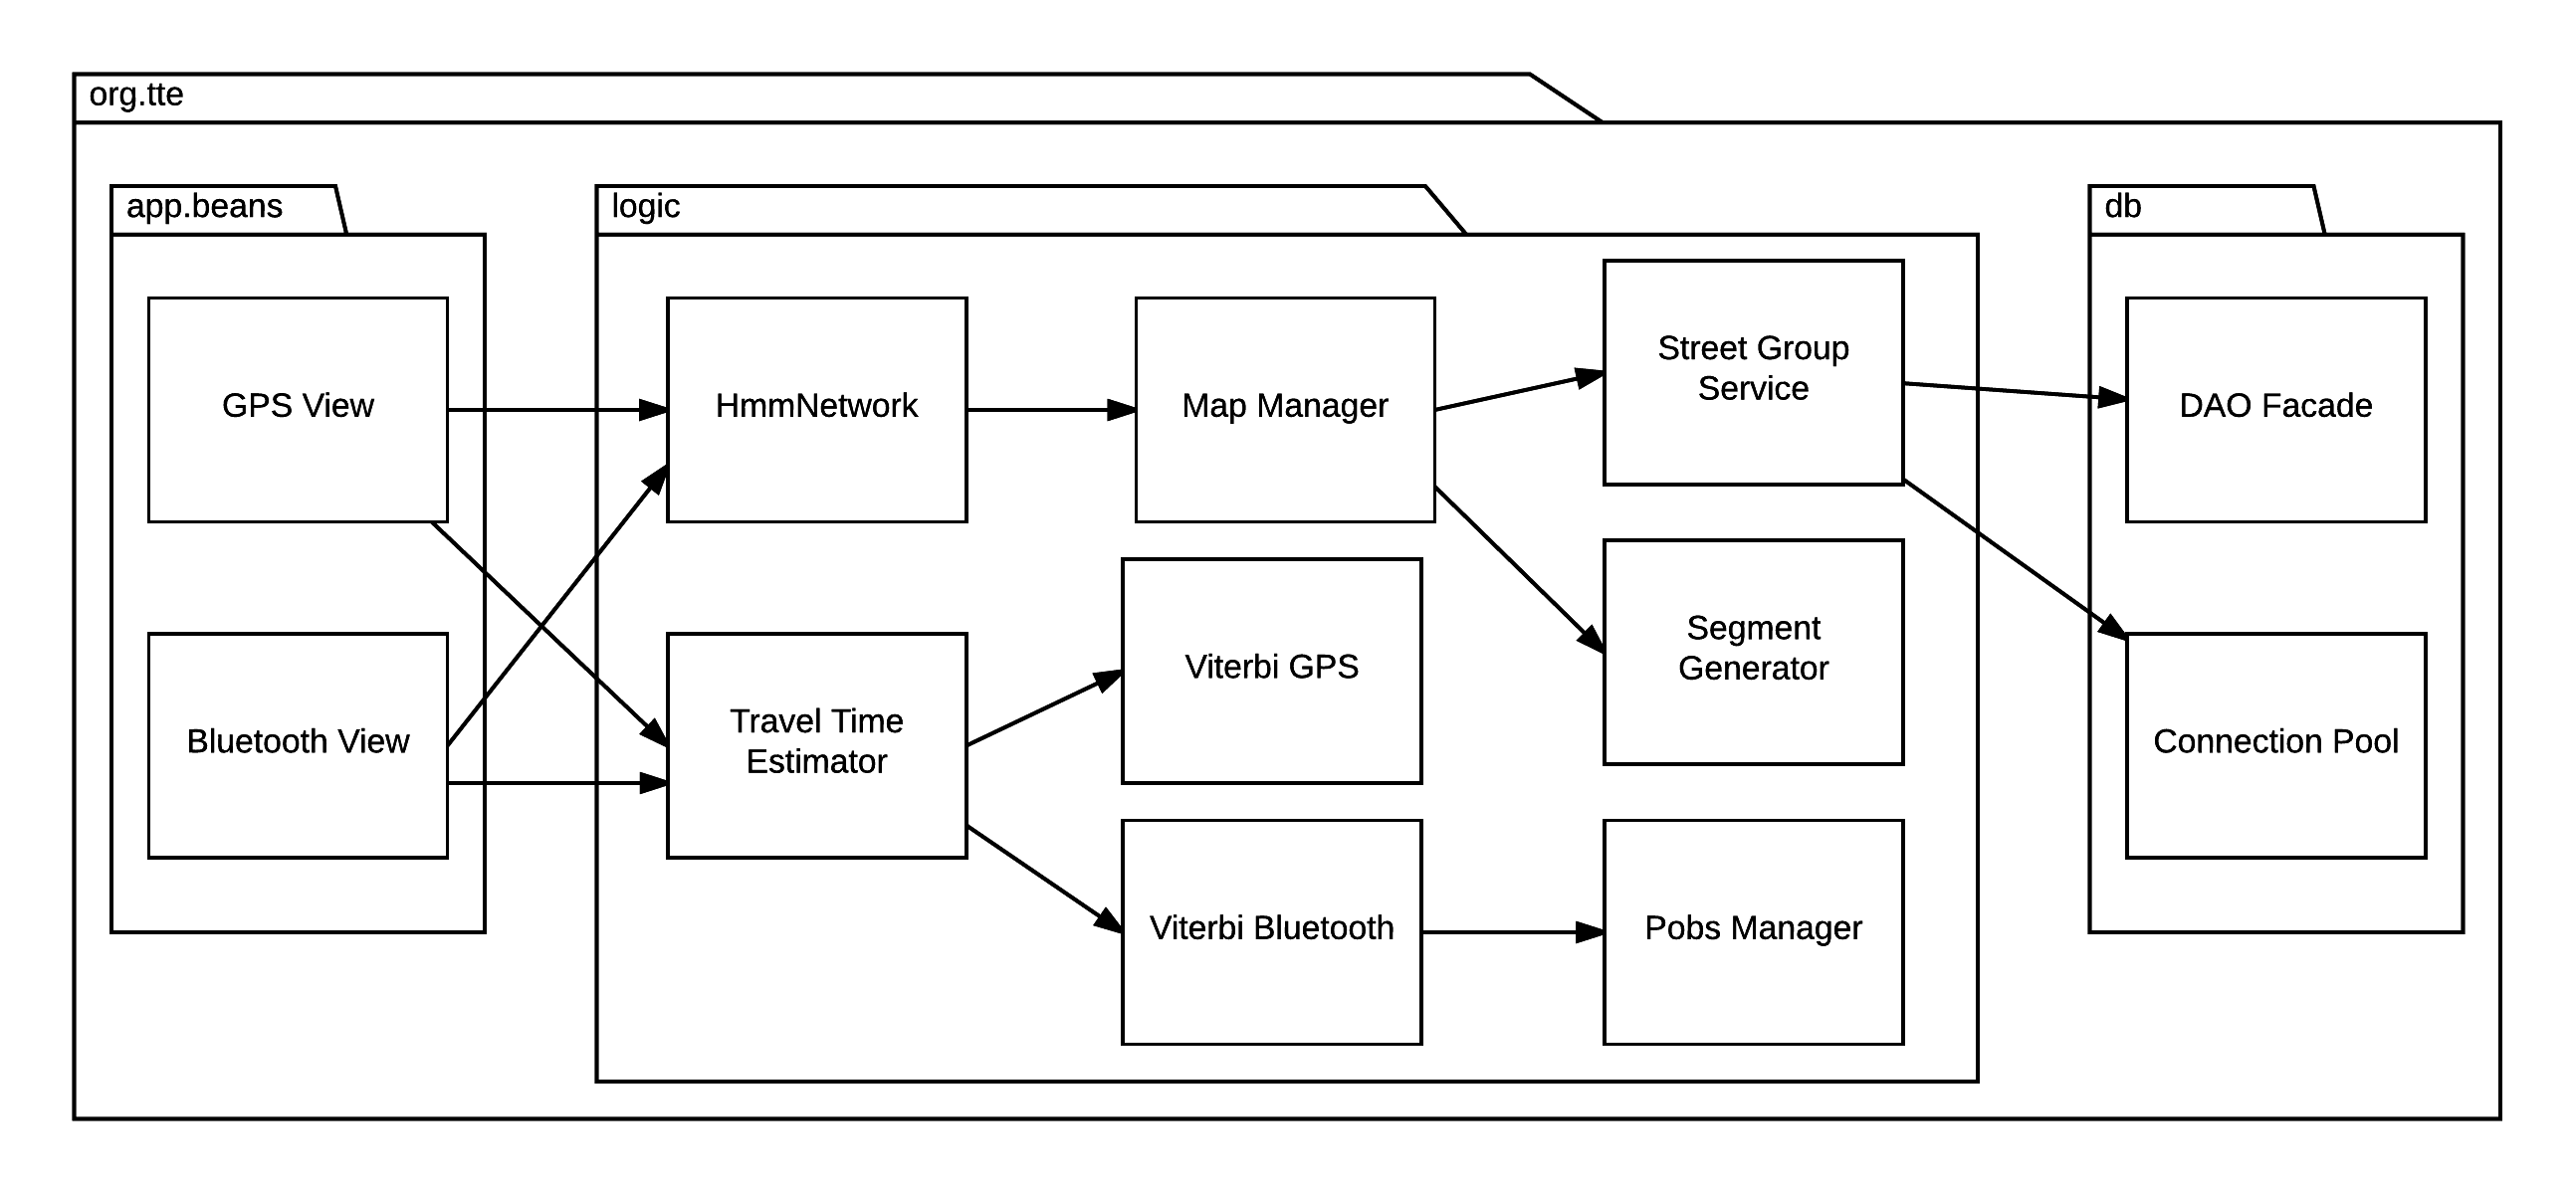 org.tte
app.beans
logic
db
GPS View
HmmNetwork
Map Manager
Street Group
Service
DAO Facade
Bluetooth View
Travel Time
Estimator
Viterbi GPS
Segment
Generator
Connection Pool
Viterbi Bluetooth
Pobs Manager